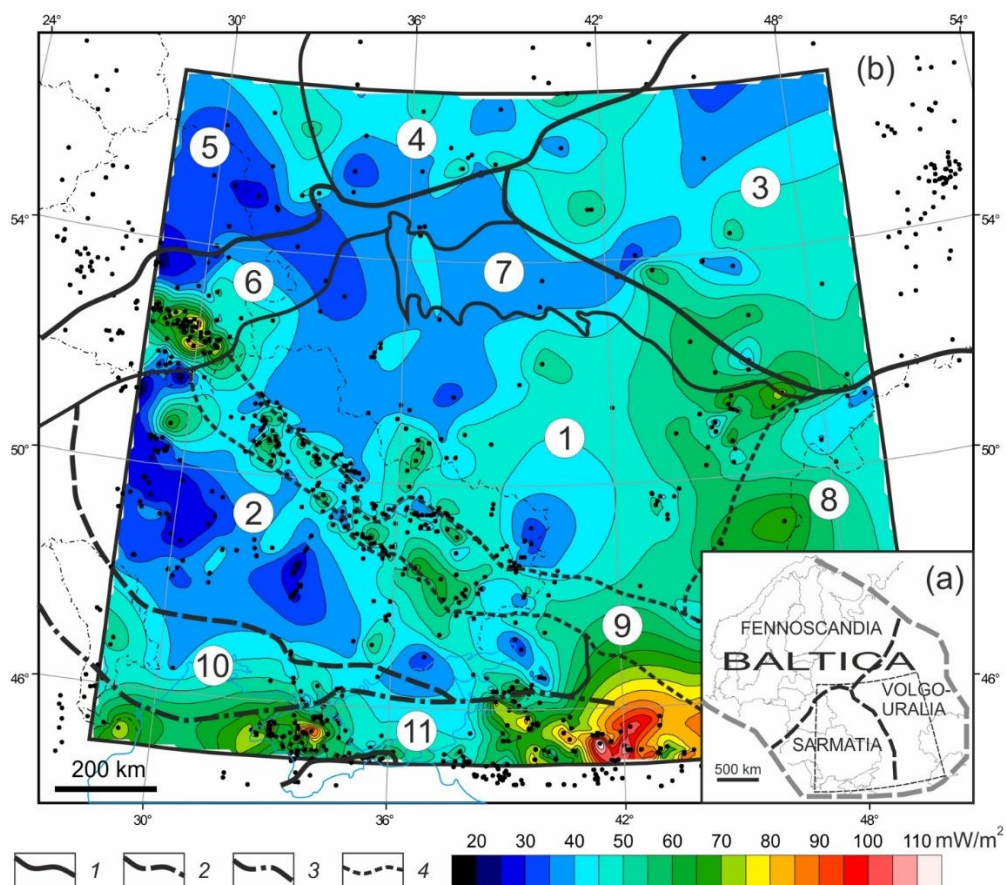 24° 30° 36° 42° 48° 54°
(b)
5
4
3
54° 54°
6
7
50° 50°
1
2
8
(a)
FENNOSCANDIA
BALTICA
VOLGO-
URALIA
SARMATIA
500 km
9
10
46° 46°
11
200 km
30° 36° 42° 48°
1 2 3 4
20 30 40 50 60 70 80 90 100 110 mW/m²